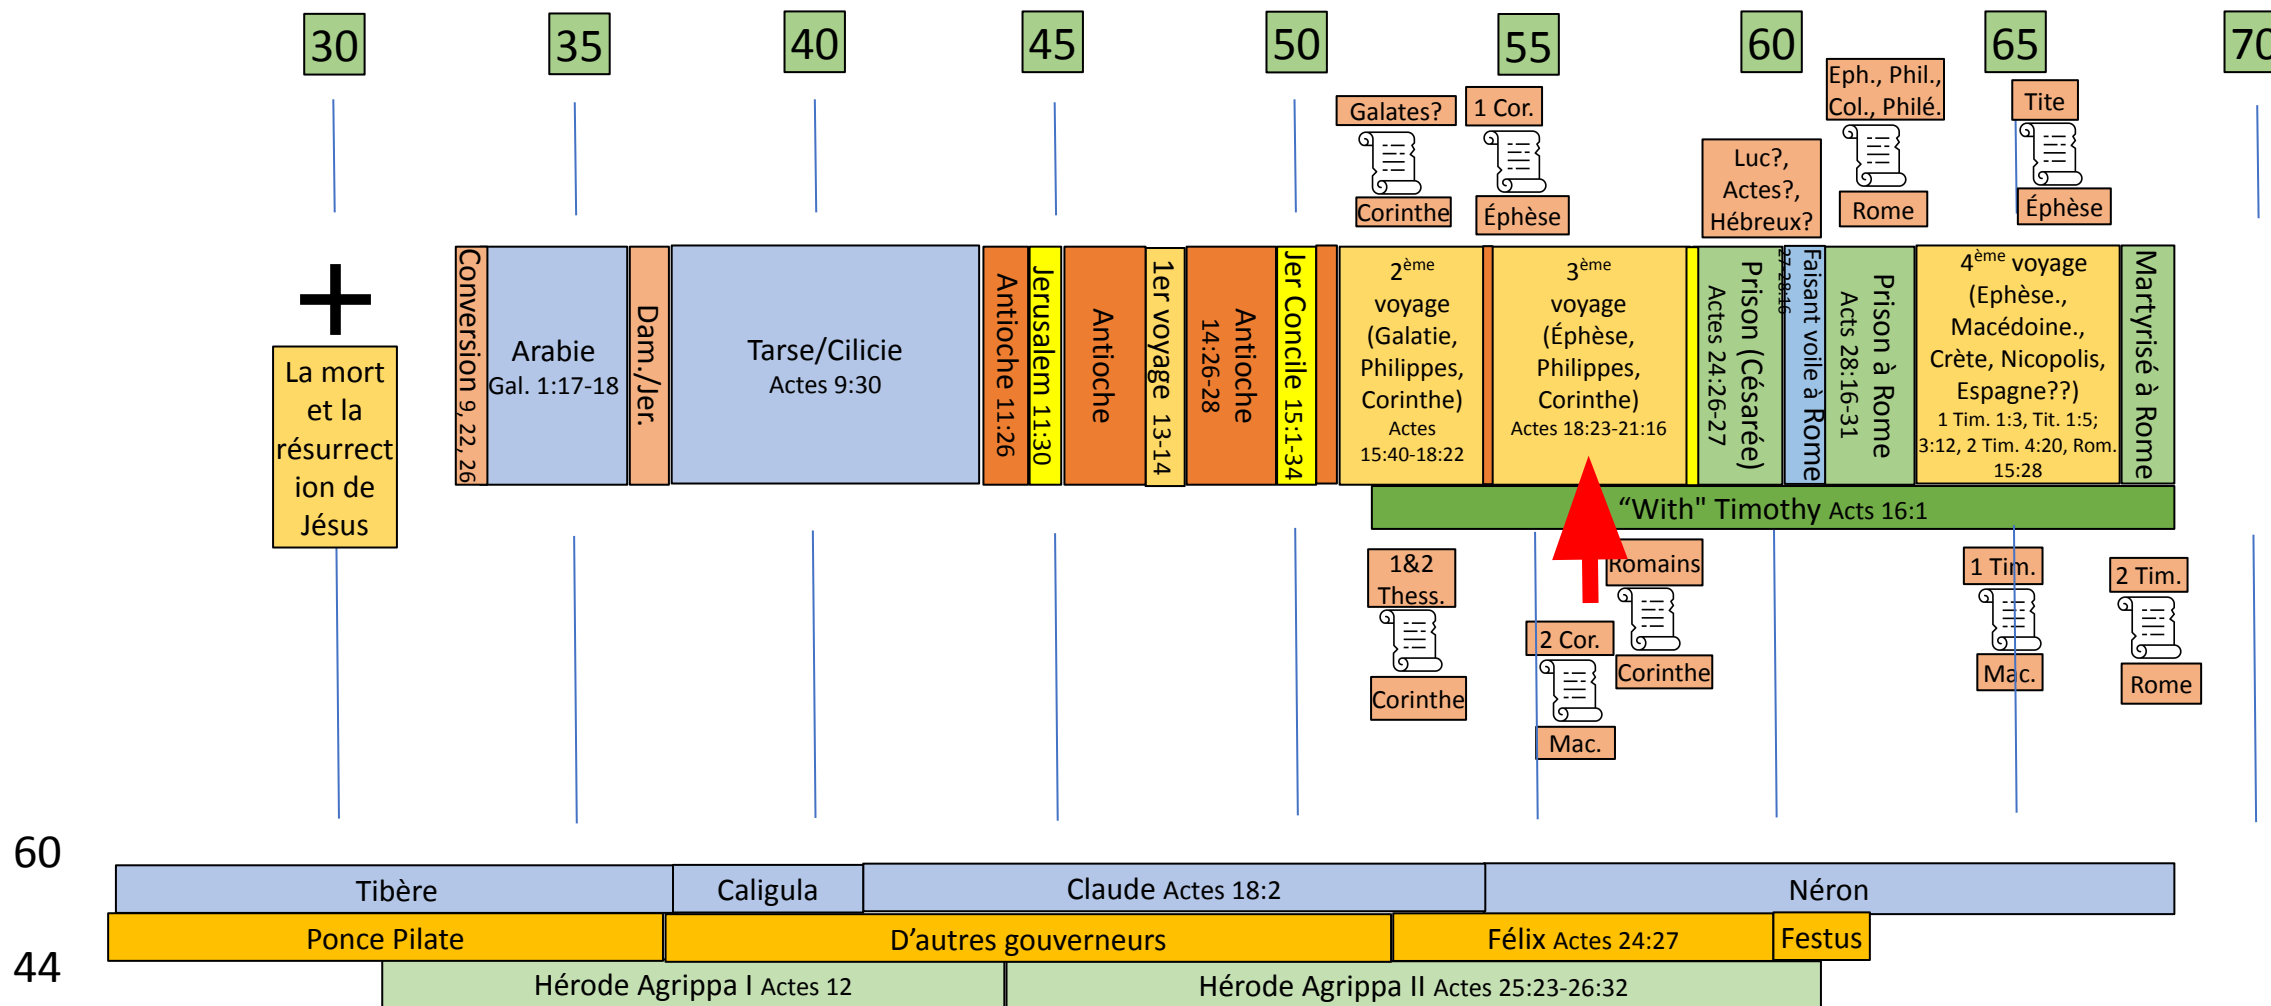 30
35
40
45
50
55
60
65
70
Galates?
Corinthe
1 Cor.
Éphèse
Luc?,
Actes?,
Hébreux?
Eph., Phil.,
Col., Philé.
Rome
Tite
Éphèse
La mort
et la
résurrect
ion de
Jésus
Conversion 9, 22, 26
Arabie
Gal. 1:17-18
Dam./Jer.
Tarse/Cilicie
Actes 9:30
Antioche 11:26
Jerusalem 11:30
Antioche
1er voyage 13-14
Antioche
14:26-28
Jer Concile 15:1-34
2ème
voyage
(Galatie,
Philippes,
Corinthe)
Actes
15:40-18:22
3ème
voyage
(Éphèse,
Philippes,
Corinthe)
Actes 18:23-21:16
Prison (Césarée)
Actes 24:26-27
Faisant voile à Rome
27-28:16
Prison à Rome
Acts 28:16-31
4ème voyage
(Ephèse.,
Macédoine.,
Crète, Nicopolis,
Espagne??)
1 Tim. 1:3, Tit. 1:5;
3:12, 2 Tim. 4:20, Rom.
15:28
Martyrisé à Rome
“With" Timothy Acts 16:1
1&2
Thess.
Corinthe
2 Cor.
Mac.
Romains
Corinthe
1 Tim.
Mac.
2 Tim.
Rome
60
Tibère
Caligula
Claude Actes 18:2
Néron
Ponce Pilate
D’autres gouverneurs
Félix Actes 24:27
Festus
44
Hérode Agrippa I Actes 12
Hérode Agrippa II Actes 25:23-26:32